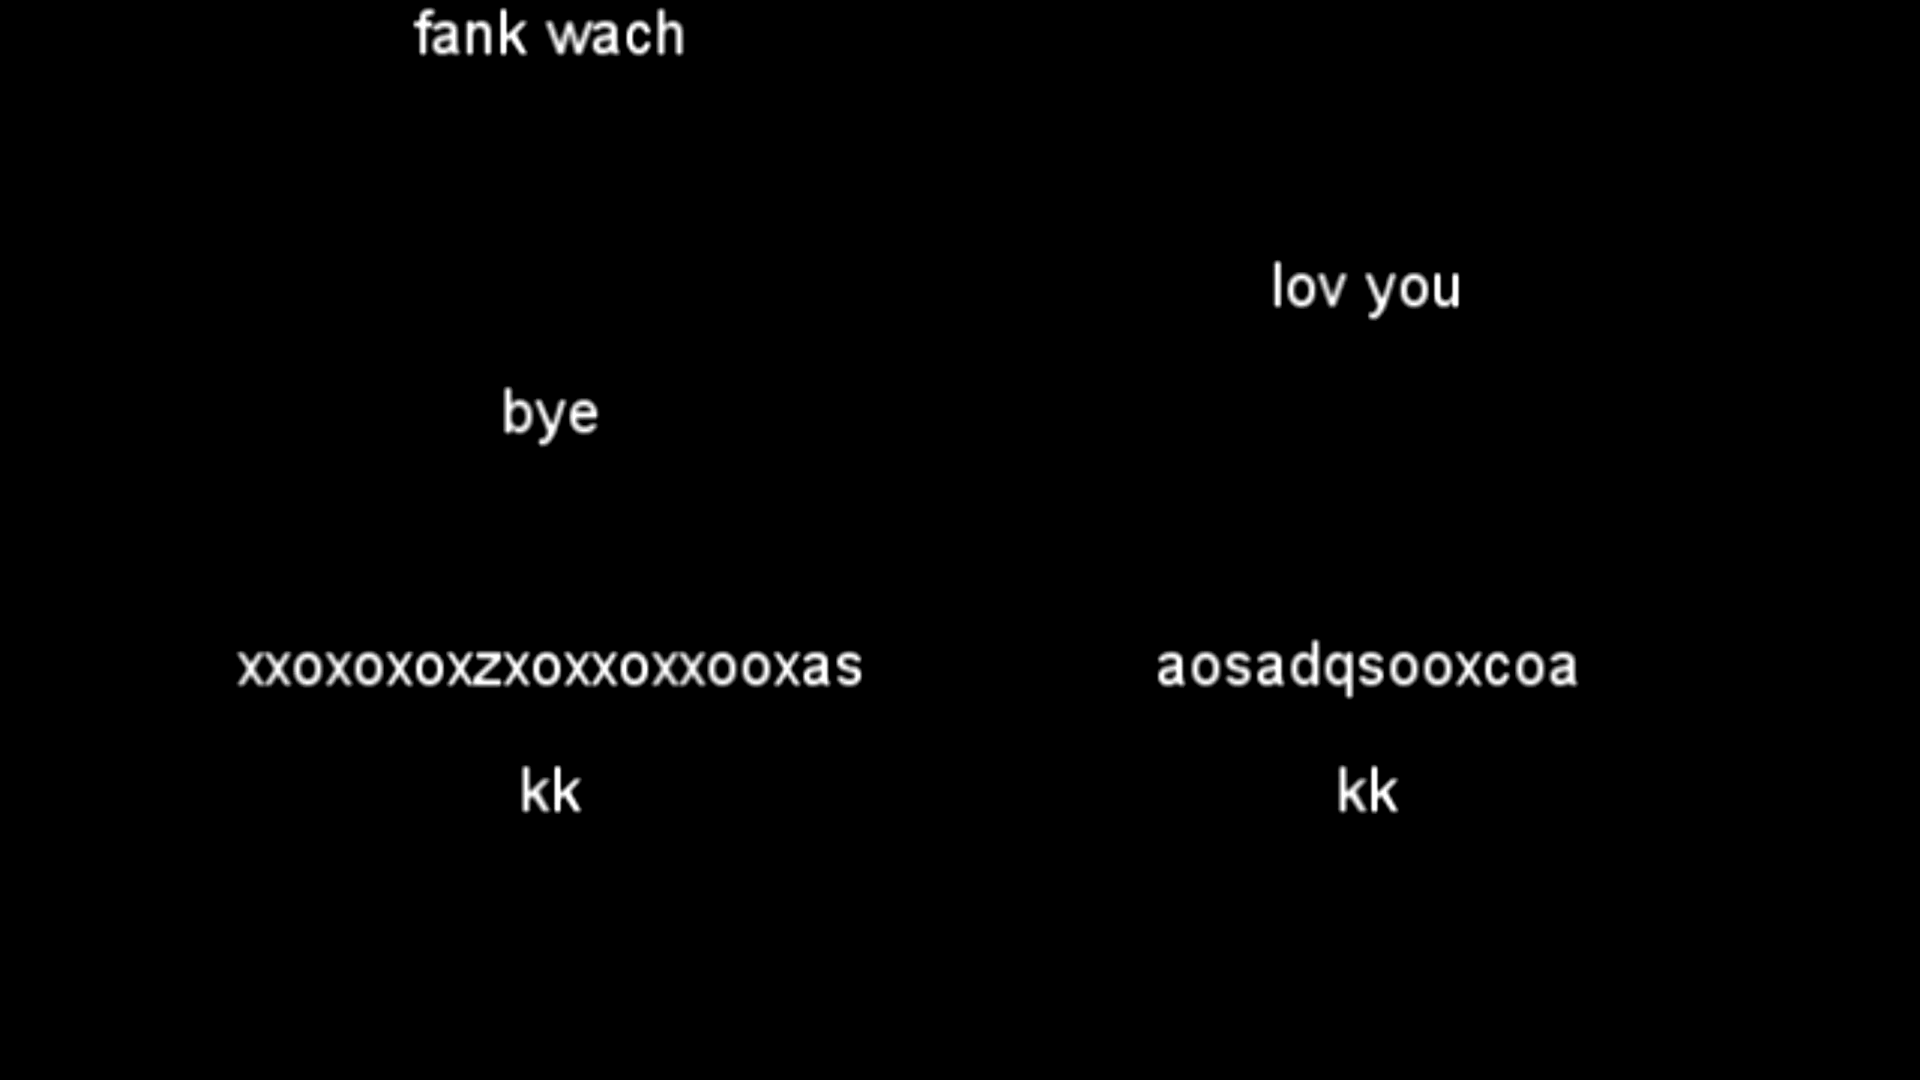 fank wach
lov you
bye
xxoxoxoxzxoxxoxxooxas aosadqsooxcoa
kk kk